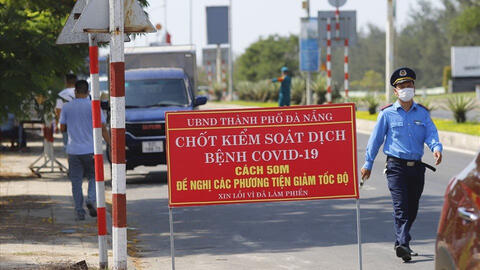 UBND THÀNH PHỐ ĐÀ NẴNG
CHỐT KIỂM SOÁT DỊCH
BỆNH COVID-19
CÁCH 50M
ĐỀ NGHỊ CÁC PHƯƠNG TIỆN GIẢM TỐC ĐỘ
XIN LỖI VÌ ĐÃ LÀM PHIỀN